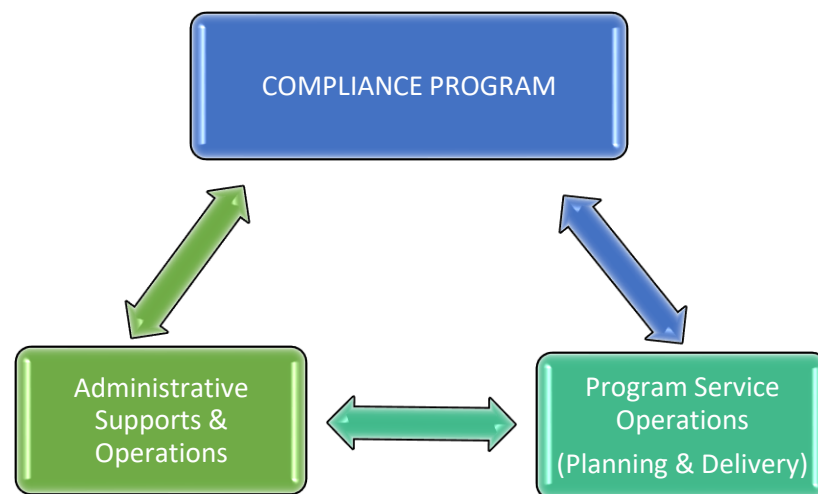 COMPLIANCE PROGRAM
Administrative
Supports &
Operations
Program Service
Operations
(Planning & Delivery)